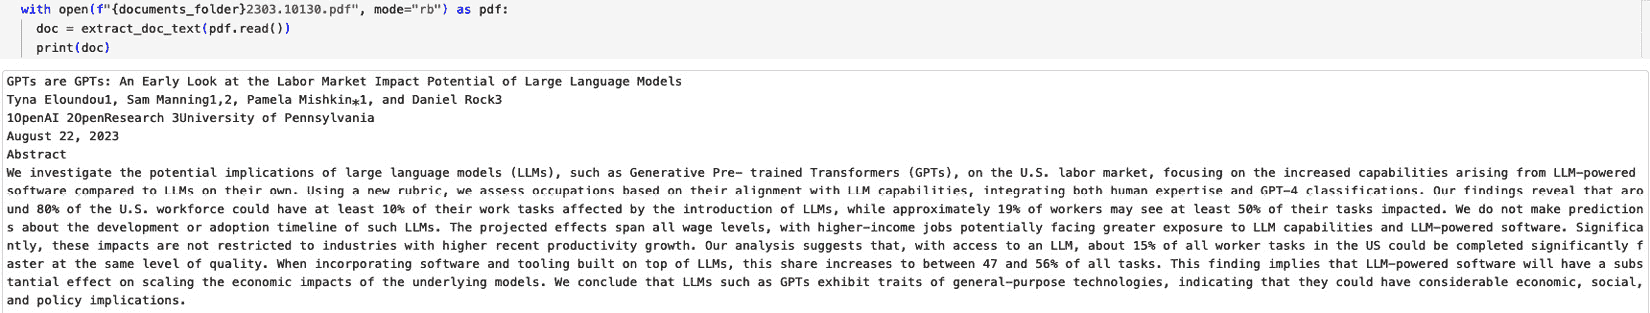 with open(f"{documents_folder}2303.10130.pdf", mode="rb") as pdf:
  doc = extract_doc_text(pdf.read())
  print(doc)
GPTs are GPTs: An Early Look at the Labor Market Impact Potential of Large Language Models
Tyna Eloundou1, Sam Manning1,2, Pamela Mishkin∗1, and Daniel Rock3
1OpenAI 2OpenResearch 3University of Pennsylvania
August 22, 2023
Abstract
We investigate the potential implications of large language models (LLMs), such as Generative Pre- trained Transformers (GPTs), on the U.S. labor market, focusing on the increased capabilities arising from LLM-powered
software compared to LLMs on their own. Using a new rubric, we assess occupations based on their alignment with LLM capabilities, integrating both human expertise and GPT-4 classifications. Our findings reveal that aro
und 80% of the U.S. workforce could have at least 10% of their work tasks affected by the introduction of LLMs, while approximately 19% of workers may see at least 50% of their tasks impacted. We do not make prediction
s about the development or adoption timeline of such LLMs. The projected effects span all wage levels, with higher-income jobs potentially facing greater exposure to LLM capabilities and LLM-powered software. Significa
ntly, these impacts are not restricted to industries with higher recent productivity growth. Our analysis suggests that, with access to an LLM, about 15% of all worker tasks in the US could be completed significantly f
aster at the same level of quality. When incorporating software and tooling built on top of LLMs, this share increases to between 47 and 56% of all tasks. This finding implies that LLM-powered software will have a subs
tantial effect on scaling the economic impacts of the underlying models. We conclude that LLMs such as GPTs exhibit traits of general-purpose technologies, indicating that they could have considerable economic, social,
and policy implications.